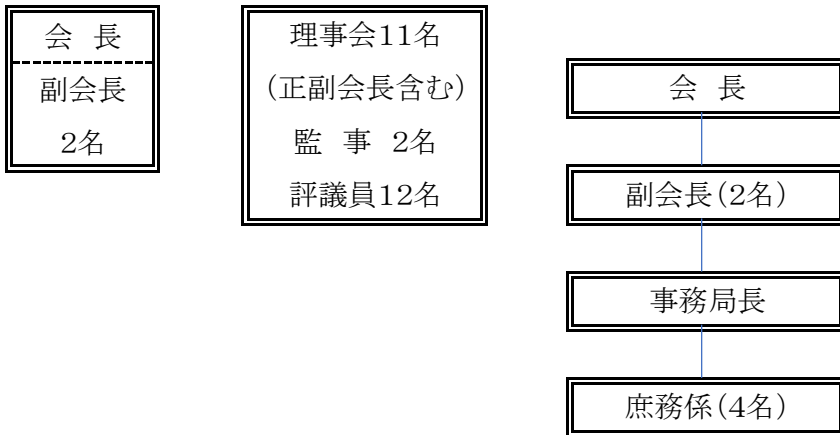 会 長
副会長
2名
理事会11名
(正副会長含む)
監 事 2名
評議員12名
会 長
副会長(2名)
事務局長
庶務係(4名)